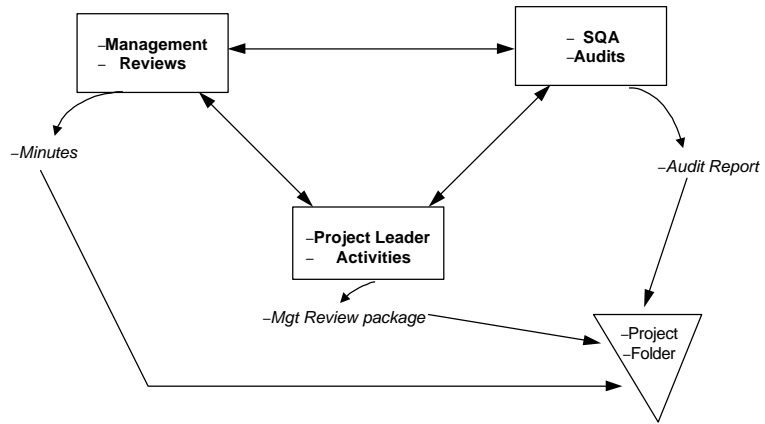 –Management
– Reviews
– SQA
–Audits
–Minutes
–Audit Report
–Project Leader
– Activities
–Mgt Review package
–Project
–Folder